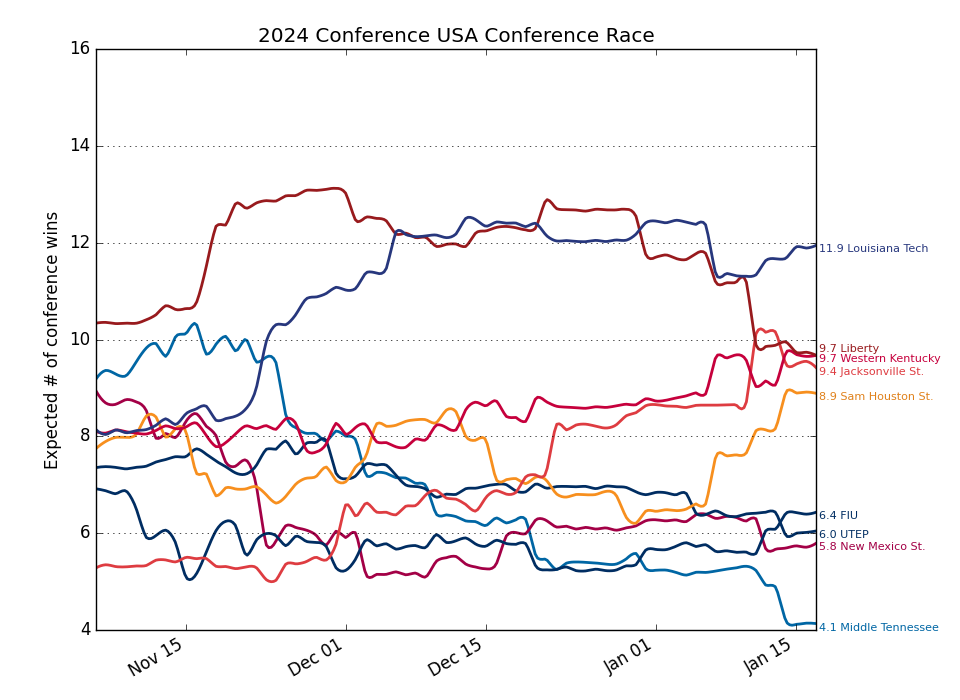 2024 Conference USA Conference Race
Expected # of conference wins
16
14
12
10
8
6
4
Nov 15
Dec 01
Dec 15
Jan 01
Jan 15
11.9 Louisiana Tech
9.7 Liberty
9.7 Western Kentucky
9.4 Jacksonville St.
8.9 Sam Houston St.
6.4 FIU
6.0 UTEP
5.8 New Mexico St.
4.1 Middle Tennessee